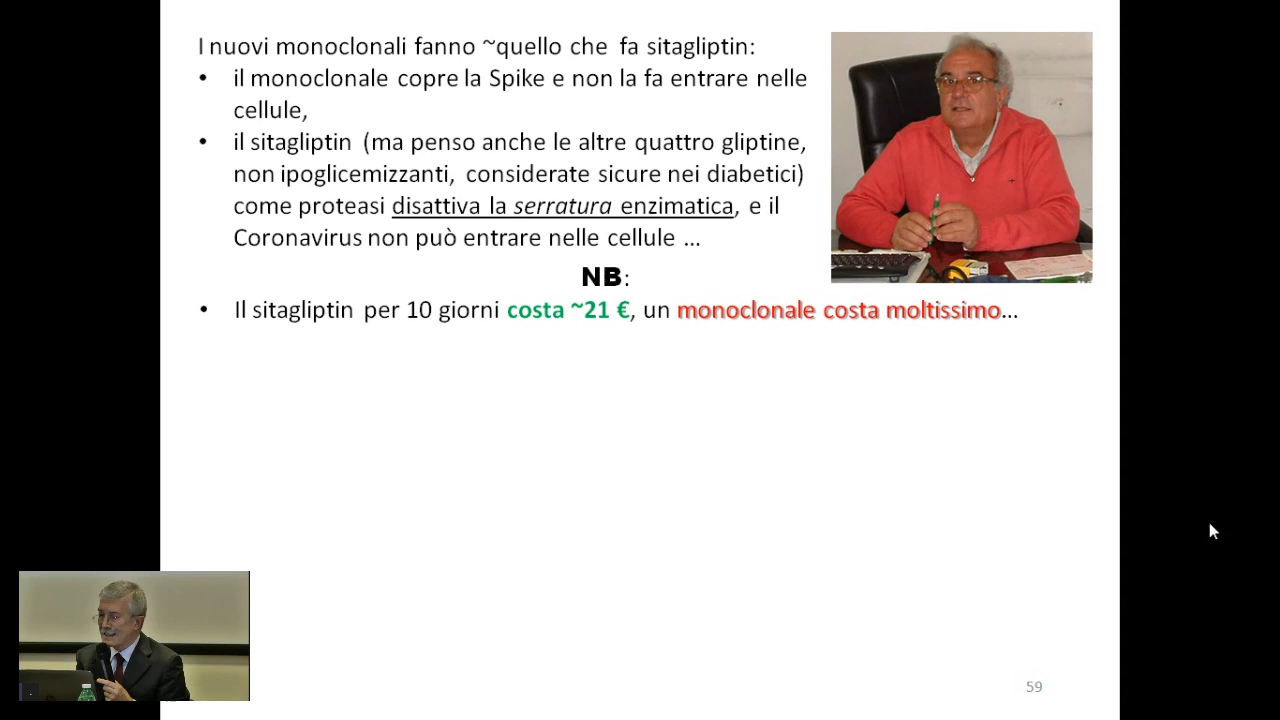 I nuovi monoclonali fanno ~quello che fa sitagliptin:
• il monoclonale copre la Spike e non la fa entrare nelle
cellule,
• il sitagliptin (ma penso anche le altre quattro gliptine,
non ipoglicemizzanti, considerate sicure nei diabetici)
come proteasi disattiva la serratura enzimatica, e il
Coronavirus non può entrare nelle cellule ...
NB:
• Il sitagliptin per 10 giorni costa ~21 €, un monoclonale costa moltissimo...
59